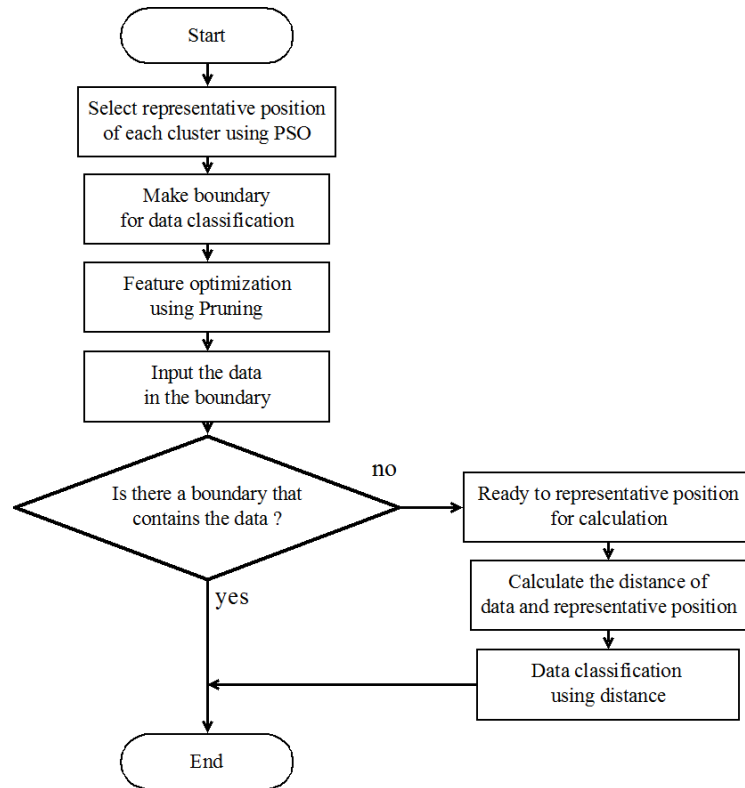 Start
Select representative position
of each cluster using PSO
Make boundary
for data classification
Feature optimization
using Pruning
Input the data
in the boundary
Is there a boundary that
contains the data ?
no
yes
Ready to representative position
for calculation
Calculate the distance of
data and representative position
Data classification
using distance
End